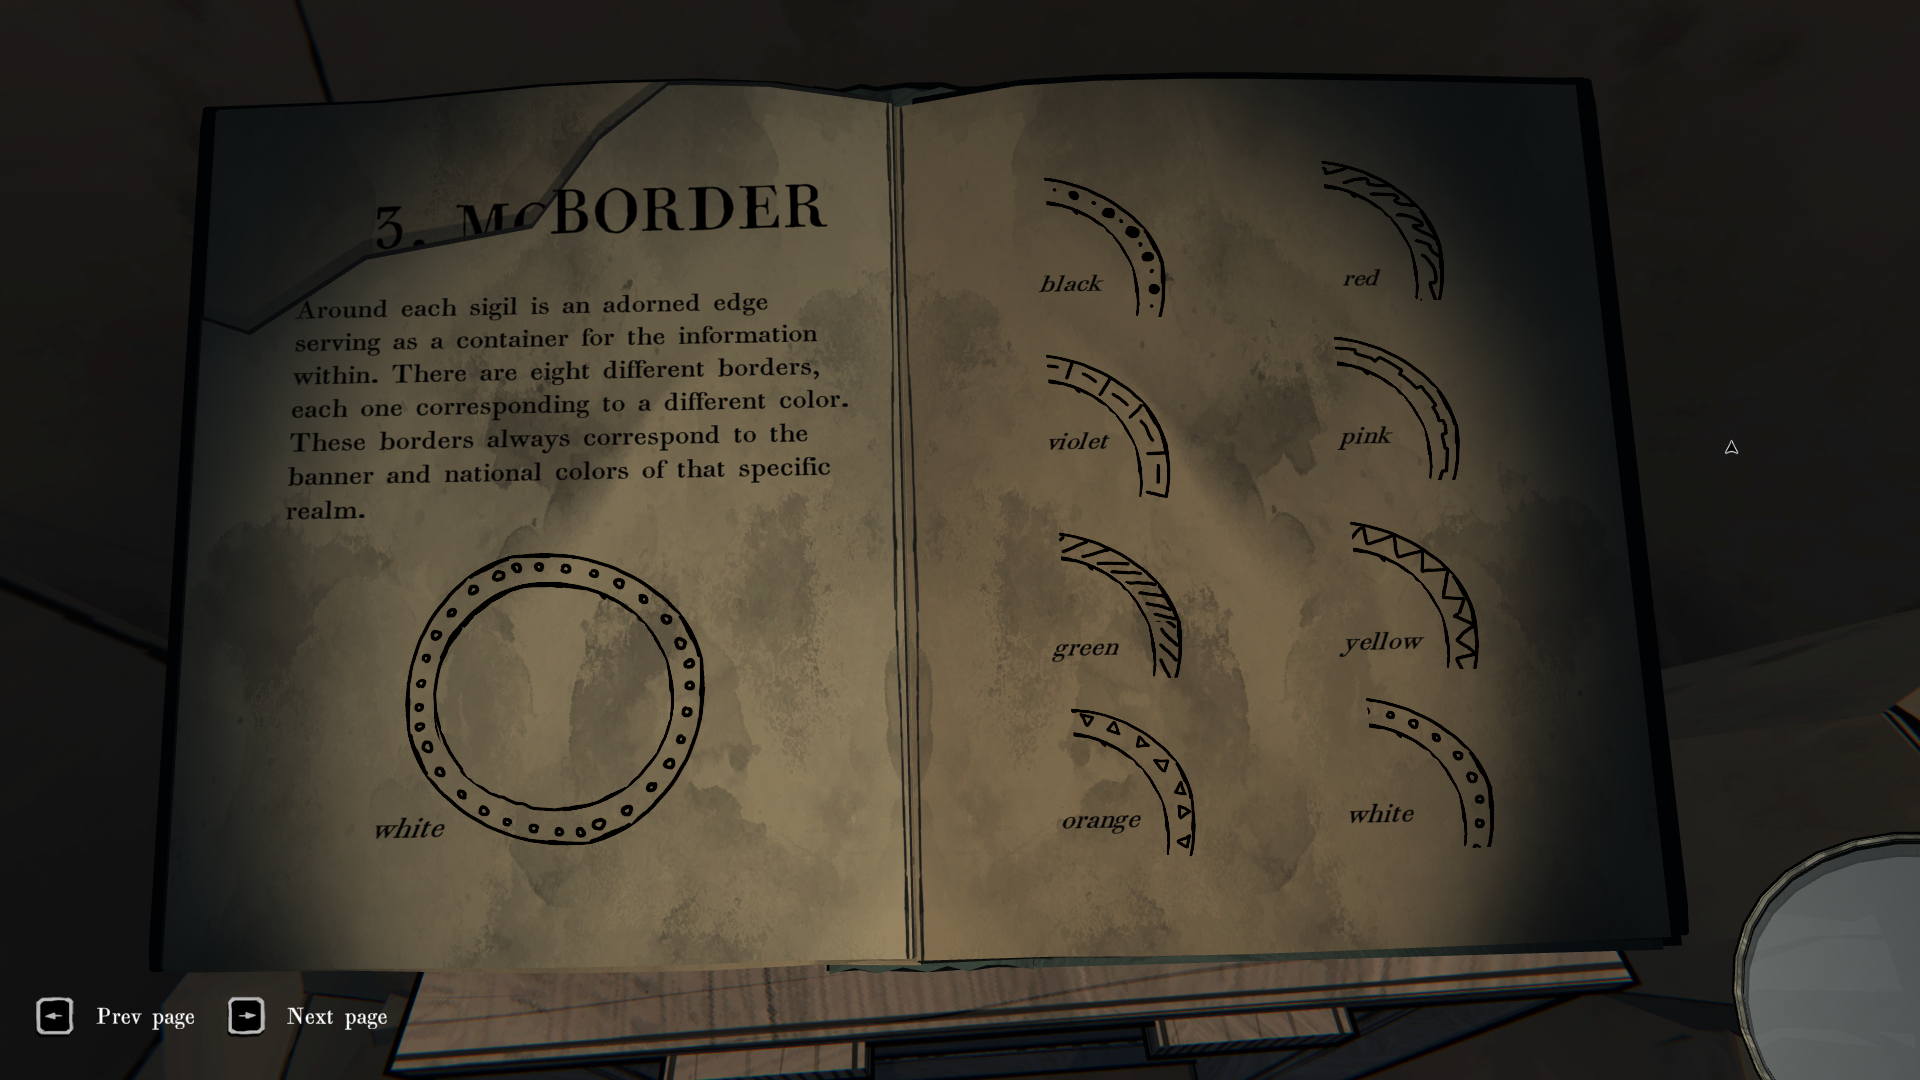 3. BORDER
Around each sigil is an adorned edge
serving as a container for the information
within. There are eight different borders,
each one corresponding to a different color.
These borders always correspond to the
banner and national colors of that specific
realm.
white
black
red
violet
pink
green
yellow
orange
white
Prev page
Next page